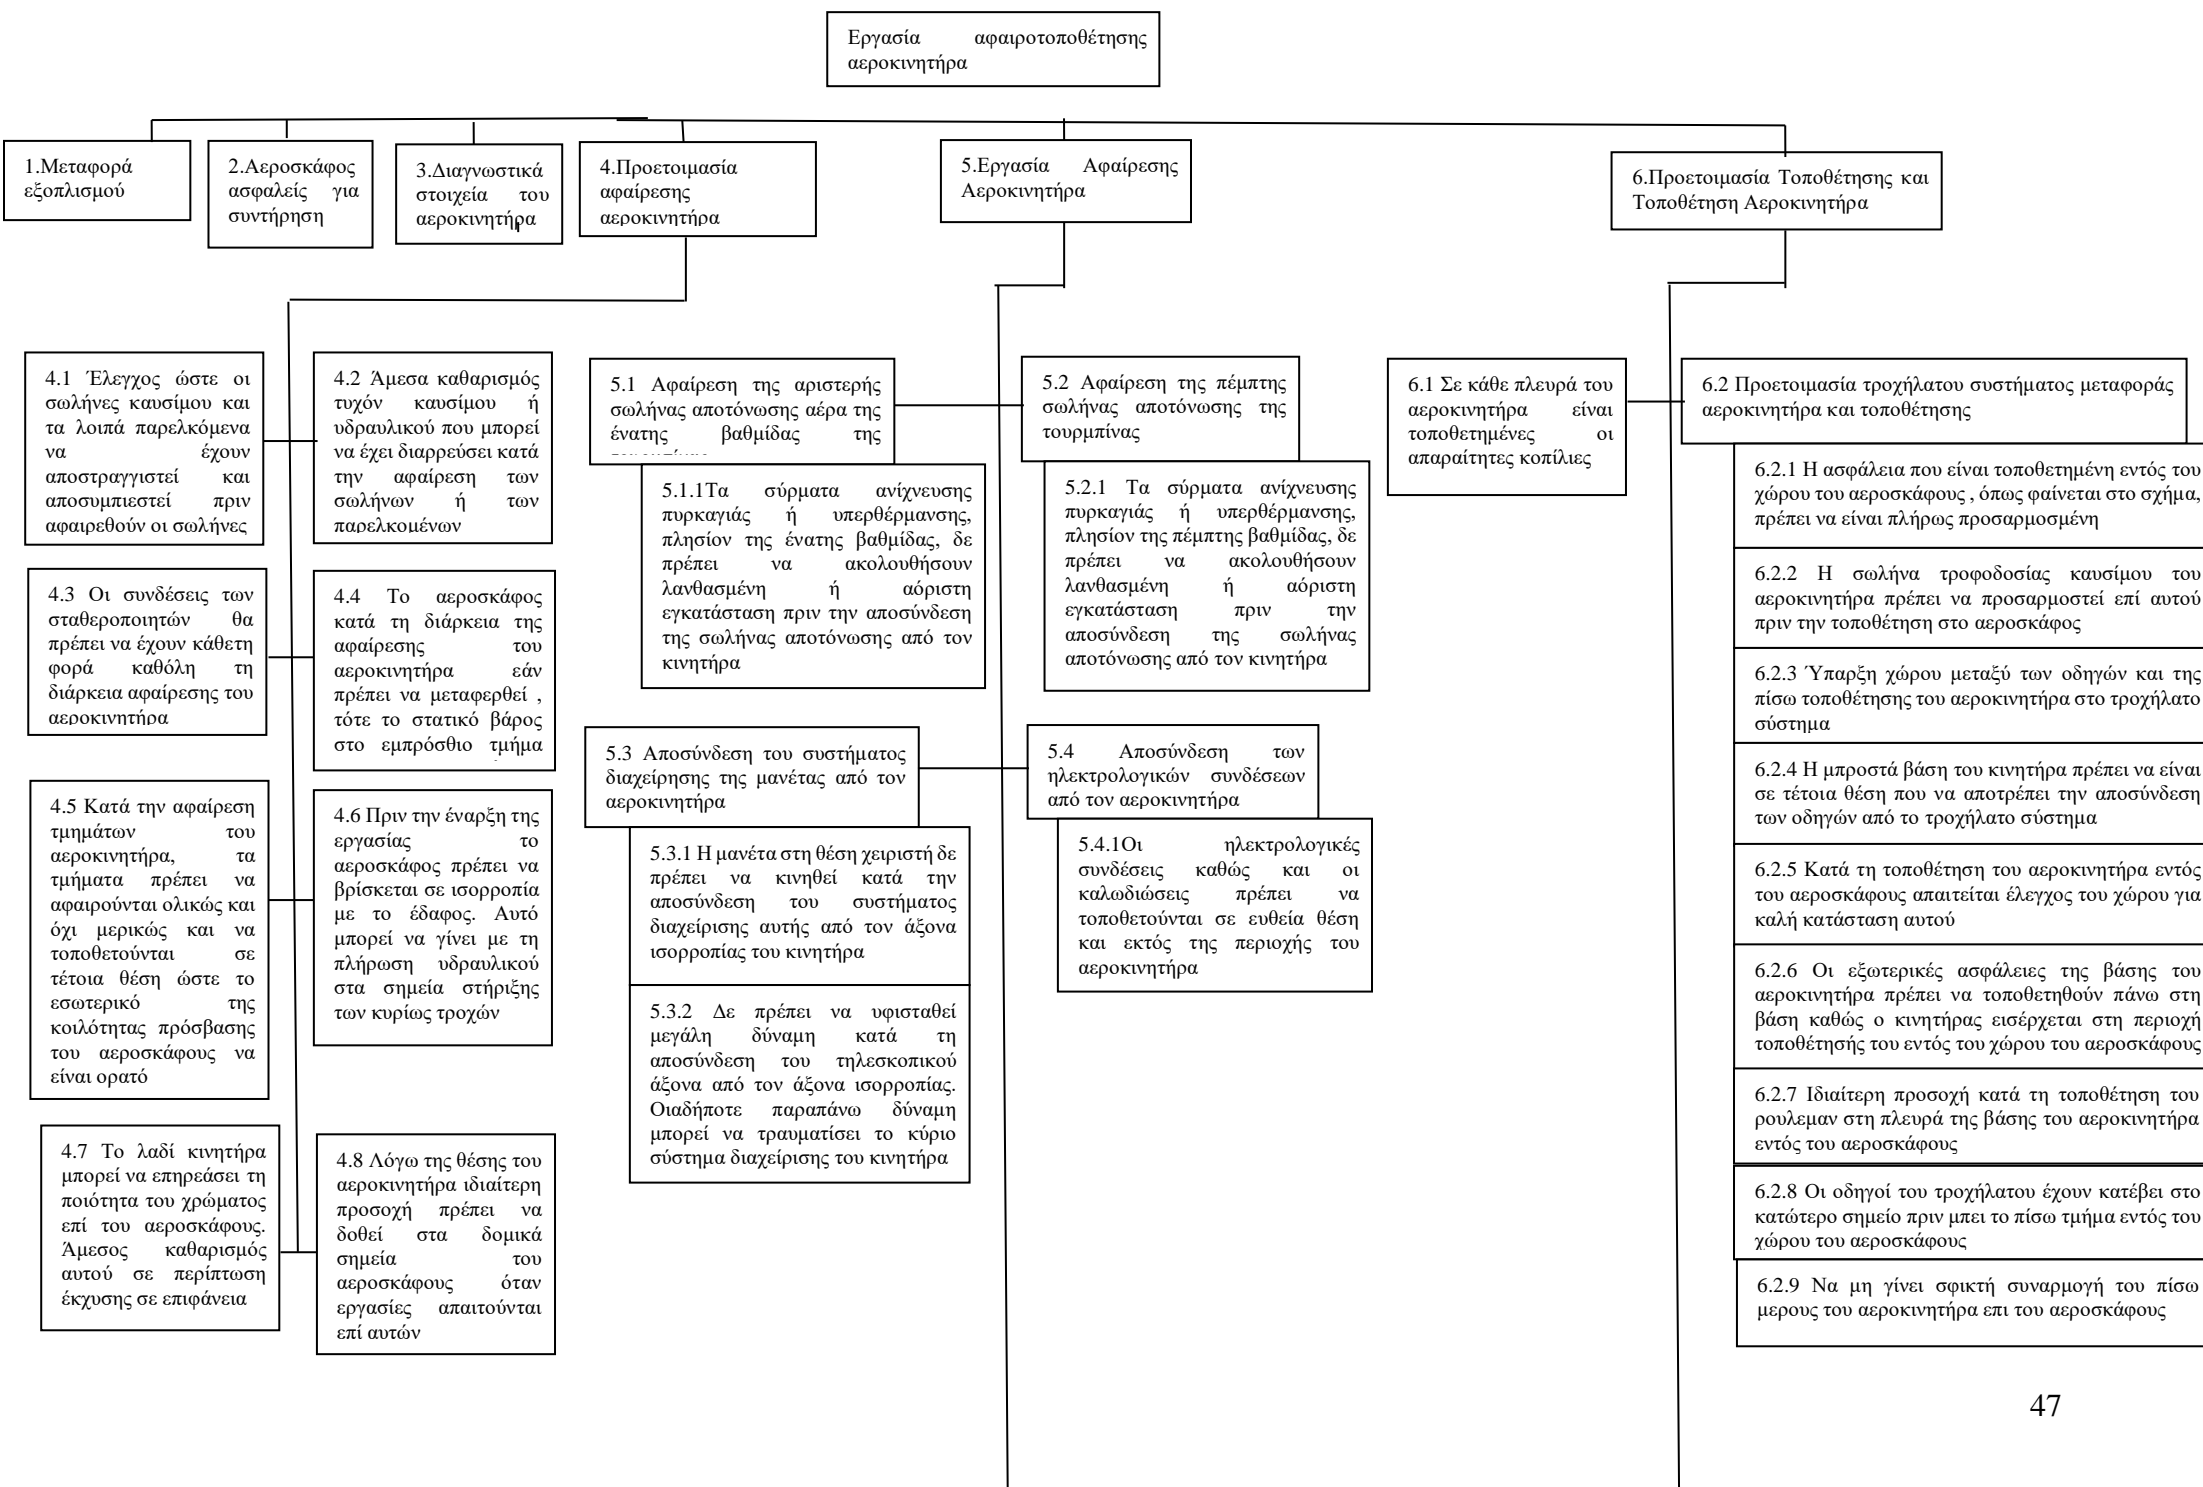 Εργασία αφαιροτοποθέτησης
αεροκινητήρα
1.Μεταφορά
εξοπλισμού
2.Αεροσκάφος
ασφαλείς για
συντήρηση
3.Διαγνωστικά
στοιχεία του
αεροκινητήρα
4.Προετοιμασία
αφαίρεσης
αεροκινητήρα
5.Εργασία Αφαίρεσης
Αεροκινητήρα
6.Προετοιμασία Τοποθέτησης και
Τοποθέτηση Αεροκινητήρα
4.1 Έλεγχος ώστε οι
σωλήνες καυσίμου και
τα λοιπά παρελκόμενα
να έχουν
αποστραγγιστεί και
αποσυμπιεστεί πριν
αφαιρεθούν οι σωλήνες
4.2 Άμεσα καθαρισμός
τυχόν καυσίμου ή
υδραυλικού που μπορεί
να έχει διαρρεύσει κατά
την αφαίρεση των
σωλήνων ή των
παρελκομένων
4.3 Οι συνδέσεις των
σταθεροποιητών θα
πρέπει να έχουν κάθετη
φορά καθόλη τη
διάρκεια αφαίρεσης του
αεροκινητήρα
4.4 Το αεροσκάφος
κατά τη διάρκεια της
αφαίρεσης του
αεροκινητήρα εάν
πρέπει να μεταφερθεί ,
τότε το στατικό βάρος
στο εμπρόσθιο τμήμα
4.5 Κατά την αφαίρεση
τμημάτων του
αεροκινητήρα, τα
τμήματα πρέπει να
αφαιρούνται ολικώς και
όχι μερικώς και να
τοποθετούνται σε
τέτοια θέση ώστε το
εσωτερικό της
κοιλότητας πρόσβασης
του αεροσκάφους να
είναι ορατό
4.6 Πριν την έναρξη της
εργασίας το
αεροσκάφος πρέπει να
βρίσκεται σε ισορροπία
με το έδαφος. Αυτό
μπορεί να γίνει με τη
πλήρωση υδραυλικού
στα σημεία στήριξης
των κυρίως τροχών
4.7 Το λαδί κινητήρα
μπορεί να επηρεάσει τη
ποιότητα του χρώματος
επί του αεροσκάφους.
Άμεσος καθαρισμός
αυτού σε περίπτωση
έκχυσης σε επιφάνεια
4.8 Λόγω της θέσης του
αεροκινητήρα ιδιαίτερη
προσοχή πρέπει να
δοθεί στα δομικά
σημεία του
αεροσκάφους όταν
εργασίες απαιτούνται
επί αυτών
5.1 Αφαίρεση της αριστερής
σωλήνας αποτόνωσης αέρα της
ένατης βαθμίδας της
5.1.1Τα σύρματα ανίχνευσης
πυρκαγιάς ή υπερθέρμανσης,
πλησίον της ένατης βαθμίδας, δε
πρέπει να ακολουθήσουν
λανθασμένη ή αόριστη
εγκατάσταση πριν την αποσύνδεση
της σωλήνας αποτόνωσης από τον
κινητήρα
5.2 Αφαίρεση της πέμπτης
σωλήνας αποτόνωσης της
τουρμπίνας
5.2.1 Τα σύρματα ανίχνευσης
πυρκαγιάς ή υπερθέρμανσης,
πλησίον της πέμπτης βαθμίδας, δε
πρέπει να ακολουθήσουν
λανθασμένη ή αόριστη
εγκατάσταση πριν την
αποσύνδεση της σωλήνας
αποτόνωσης από τον κινητήρα
5.3 Αποσύνδεση του συστήματος
διαχείρησης της μανέτας από τον
αεροκινητήρα
5.3.1 Η μανέτα στη θέση χειριστή δε
πρέπει να κινηθεί κατά την
αποσύνδεση του συστήματος
διαχείρισης αυτής από τον άξονα
ισορροπίας του κινητήρα
5.3.2 Δε πρέπει να υφισταθεί
μεγάλη δύναμη κατά τη
αποσύνδεση του τηλεσκοπικού
άξονα από τον άξονα ισορροπίας.
Οιαδήποτε παραπάνω δύναμη
μπορεί να τραυματίσει το κύριο
σύστημα διαχείρισης του κινητήρα
5.4 Αποσύνδεση των
ηλεκτρολογικών συνδέσεων
από τον αεροκινητήρα
5.4.1Οι ηλεκτρολογικές
συνδέσεις καθώς και οι
καλωδιώσεις πρέπει να
τοποθετούνται σε ευθεία θέση
και εκτός της περιοχής του
αεροκινητήρα
6.1 Σε κάθε πλευρά του
αεροκινητήρα είναι
τοποθετημένες οι
απαραίτητες κοπίλιες
6.2 Προετοιμασία τροχήλατου συστήματος μεταφοράς
αεροκινητήρα και τοποθέτησης
6.2.1 Η ασφάλεια που είναι τοποθετημένη εντός του
χώρου του αεροσκάφους , όπως φαίνεται στο σχήμα,
πρέπει να είναι πλήρως προσαρμοσμένη
6.2.2 Η σωλήνα τροφοδοσίας καυσίμου του
αεροκινητήρα πρέπει να προσαρμοστεί επί αυτού
πριν την τοποθέτηση στο αεροσκάφος
6.2.3 Ύπαρξη χώρου μεταξύ των οδηγών και της
πίσω τοποθέτησης του αεροκινητήρα στο τροχήλατο
σύστημα
6.2.4 Η μπροστά βάση του κινητήρα πρέπει να είναι
σε τέτοια θέση που να αποτρέπει την αποσύνδεση
των οδηγών από το τροχήλατο σύστημα
6.2.5 Κατά τη τοποθέτηση του αεροκινητήρα εντός
του αεροσκάφους απαιτείται έλεγχος του χώρου για
καλή κατάσταση αυτού
6.2.6 Οι εξωτερικές ασφάλειες της βάσης του
αεροκινητήρα πρέπει να τοποθετηθούν πάνω στη
βάση καθώς ο κινητήρας εισέρχεται στη περιοχή
τοποθέτησής του εντός του χώρου του αεροσκάφους
6.2.7 Ιδιαίτερη προσοχή κατά τη τοποθέτηση του
ρουλεμαν στη πλευρά της βάσης του αεροκινητήρα
εντός του αεροσκάφους
6.2.8 Οι οδηγοί του τροχήλατου έχουν κατέβει στο
κατώτερο σημείο πριν μπει το πίσω τμήμα εντός του
χώρου του αεροσκάφους
6.2.9 Να μη γίνει σφικτή συναρμογή του πίσω
μερους του αεροκινητήρα επι του αεροσκάφους
47